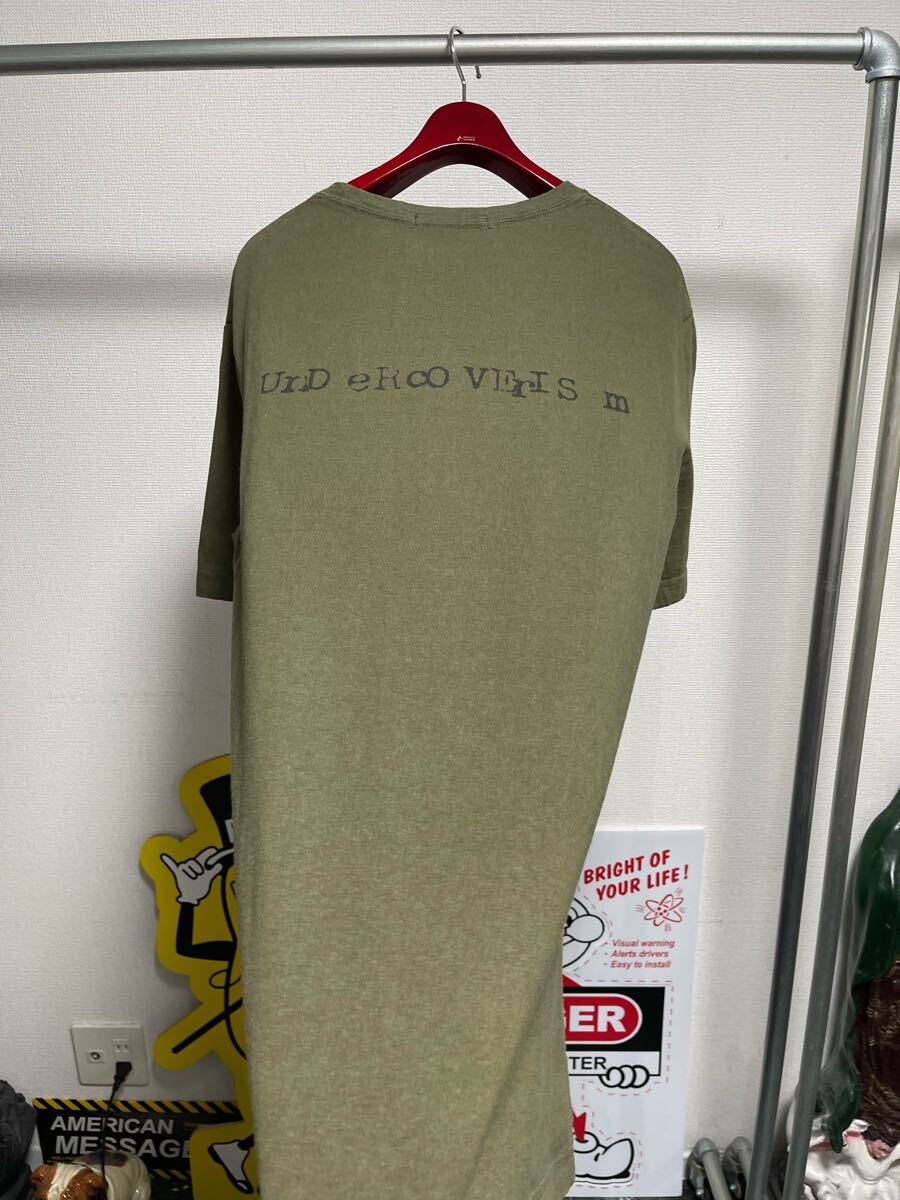 UnD eRcO VErIS m
BRIGHT OF
YOUR LIFE!
· Visual warning
· Alerts drivers
· Easy to install
GER
TER
AMERICAN
MESSAGE